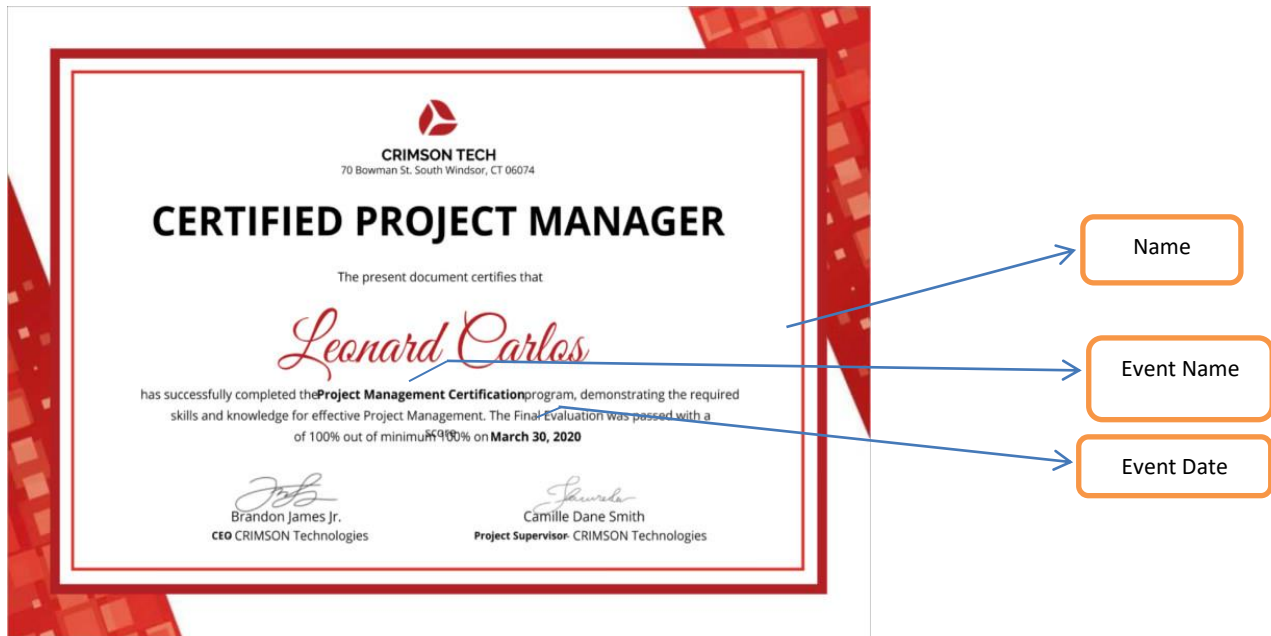 CRIMSON TECH
70 Bowman St. South Windsor, CT 06074
CERTIFIED PROJECT MANAGER
The present document certifies that
Leonard Carlos
has successfully completed theProject Management Certificationprogram, demonstrating the required
skills and knowledge for effective Project Management. The Final Evaluation was passed with a
score
of 100% out of minimum 100% on March 30, 2020
Brandon James Jr.
CEO CRIMSON Technologies
Camille Dane Smith
Project Supervisor- CRIMSON Technologies
Name
Event Name
Event Date